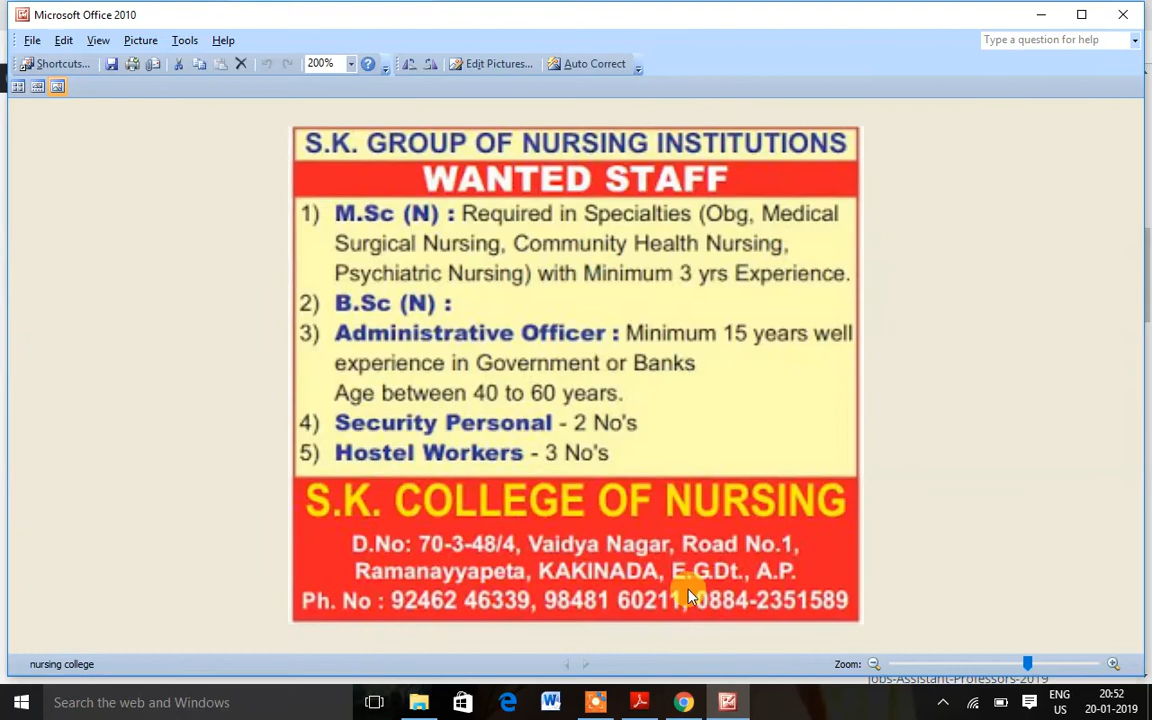 Microsoft Office 2010
File Edit View Picture Tools Help
Type a question for help
Shortcuts... 200% Edit Pictures... Auto Correct
S.K. GROUP OF NURSING INSTITUTIONS
WANTED STAFF
1) M.Sc (N) : Required in Specialties (Obg, Medical
Surgical Nursing, Community Health Nursing,
Psychiatric Nursing) with Minimum 3 yrs Experience.
2) B.Sc (N) :
3) Administrative Officer : Minimum 15 years well
experience in Government or Banks
Age between 40 to 60 years.
4) Security Personal - 2 No's
5) Hostel Workers - 3 No's
S.K. COLLEGE OF NURSING
D.No: 70-3-48/4, Vaidya Nagar, Road No.1,
Ramanayyapeta, KAKINADA, E.G.Dt., A.P.
Ph. No : 92462 46339, 98481 60211, 0884-2351589
nursing college
Zoom:
jobs-Assistant-Professors-2019
Search the web and Windows
ENG
US
20:52
20-01-2019